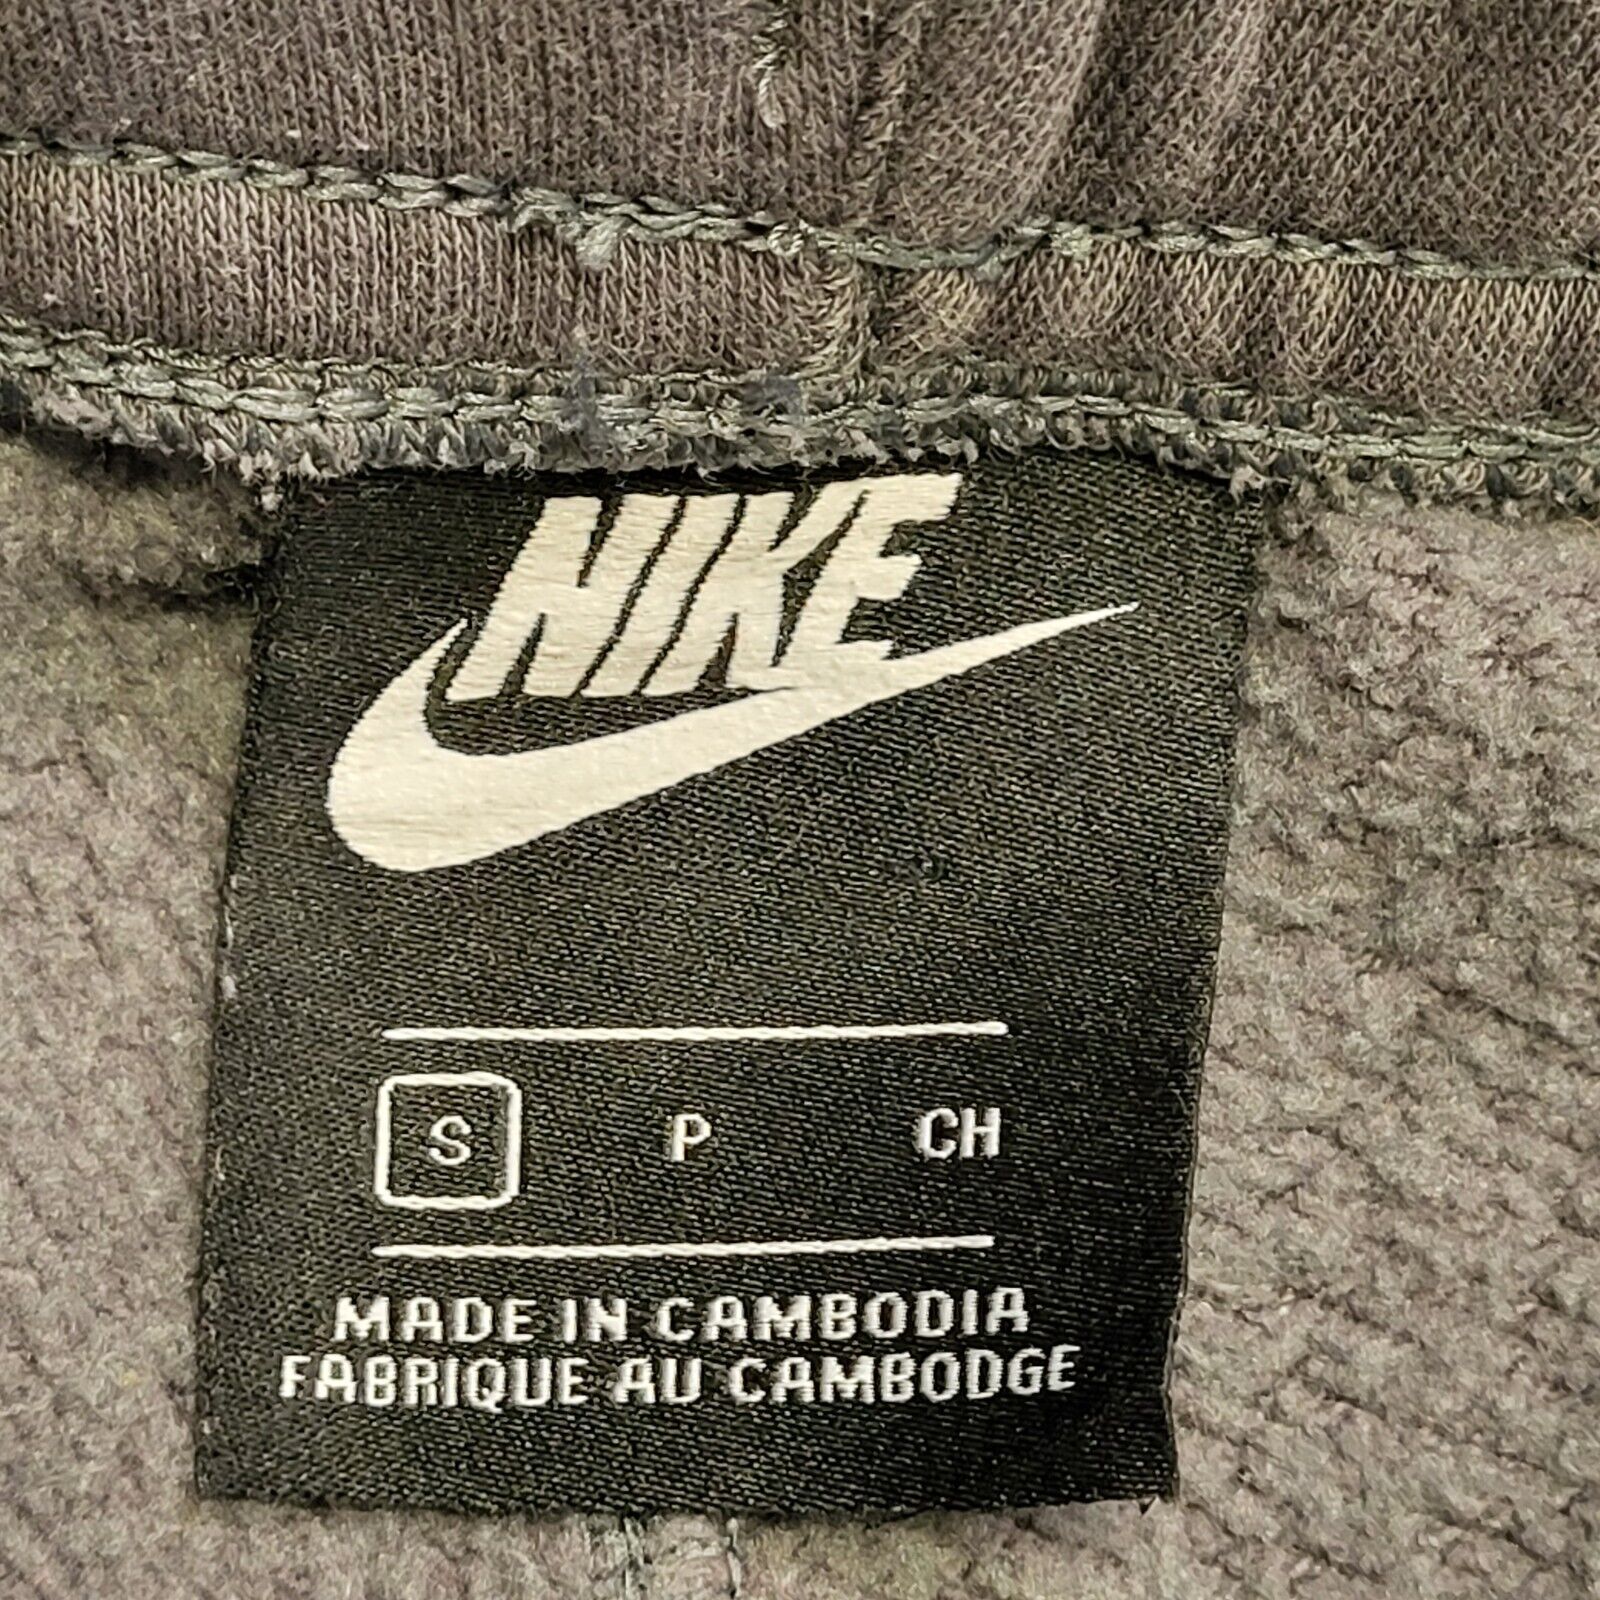 NIKE
S P CH
MADE IN CAMBODIA
FABRIQUE AU CAMBODGE